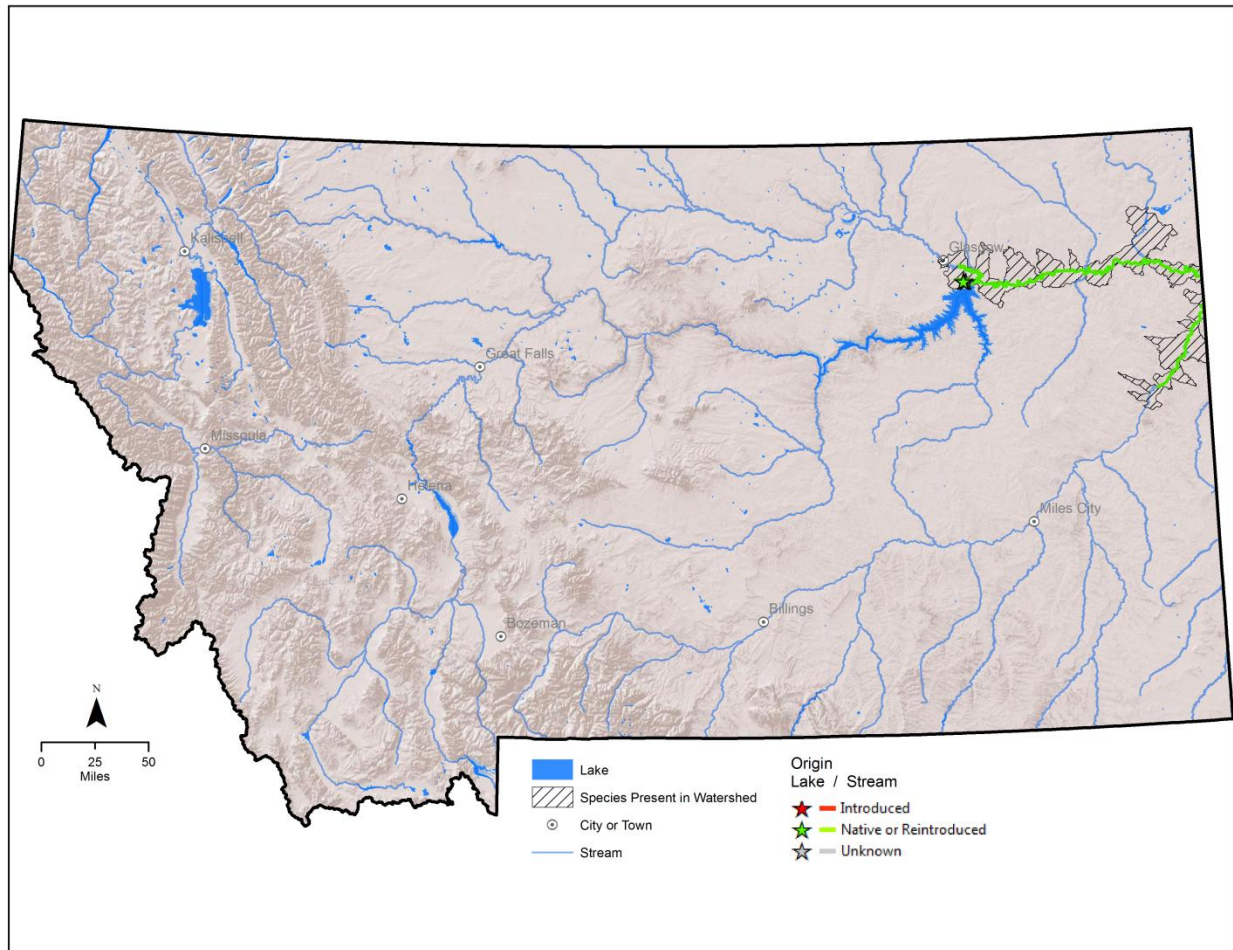 Kalispell
Glasgow
Great Falls
Missoula
Helena
Miles City
Billings
Bozeman
N
0 25 50
Miles
Lake
Species Present in Watershed
City or Town
Stream
Origin
Lake / Stream
Introduced
Native or Reintroduced
Unknown